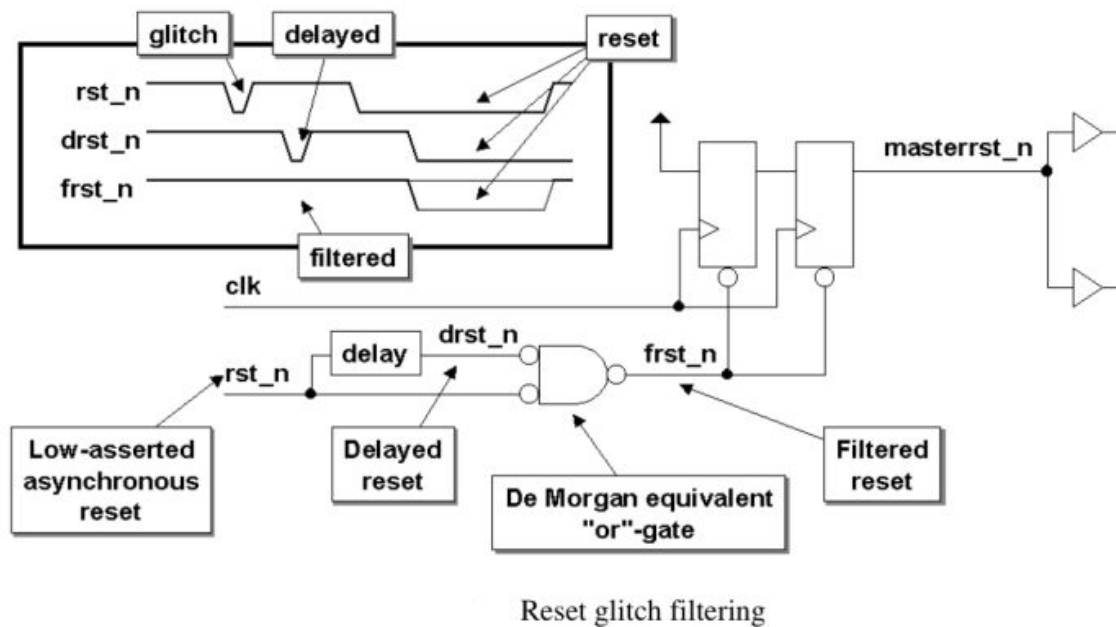 glitch
delayed
reset
rst_n
drst_n
frst_n
filtered
masterrst_n
clk
delay
drst_n
frst_n
rst_n
Low-asserted
asynchronous
reset
Delayed
reset
De Morgan equivalent
"or"-gate
Filtered
reset
Reset glitch filtering